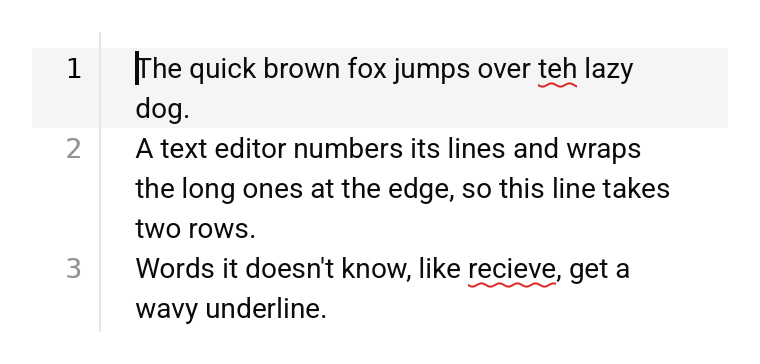 1 The quick brown fox jumps over teh lazy
dog.
2 A text editor numbers its lines and wraps
the long ones at the edge, so this line takes
two rows.
3 Words it doesn't know, like recieve, get a
wavy underline.